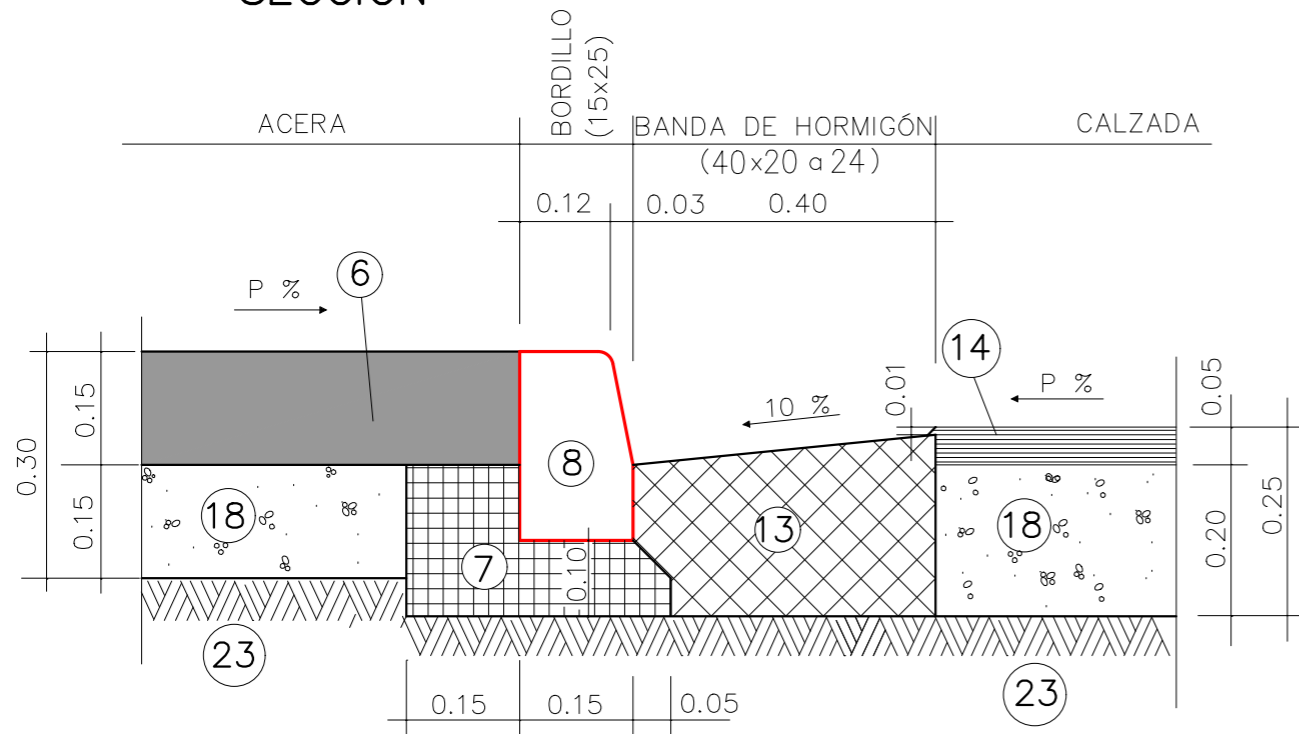 SECCIÓN
ACERA
BORDILLO
(15x25)
BANDA DE HORMIGÓN
(40x20 a 24)
CALZADA
0.12
0.03
0.40
P %
6
14
P %
10 %
0.01
0.05
0.30
0.15
0.15
8
18
7
0.10
13
18
0.20
0.25
23
23
0.15
0.15
0.05